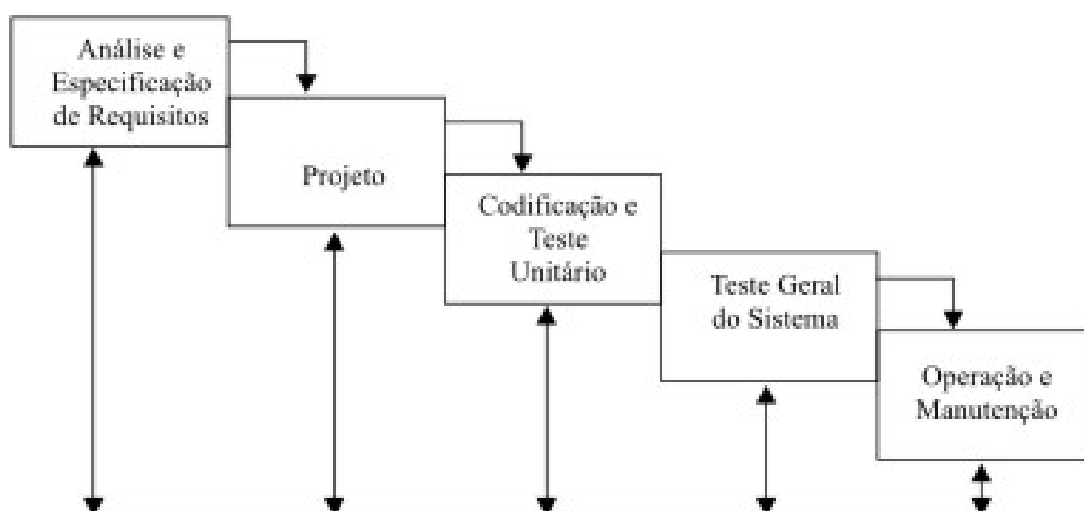 Análise e
Especificação
de Requisitos
Projeto
Codificação e
Teste
Unitário
Teste Geral
do Sistema
Operação e
Manutenção